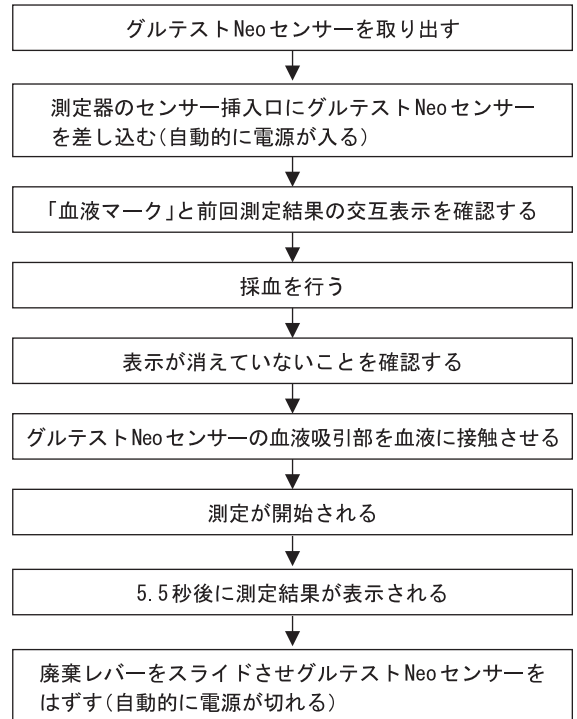 グルテストNeoセンサーを取り出す
測定器のセンサー挿入口にグルテストNeoセンサー
を差し込む(自動的に電源が入る)
「血液マーク」と前回測定結果の交互表示を確認する
採血を行う
表示が消えていないことを確認する
グルテストNeoセンサーの血液吸引部を血液に接触させる
測定が開始される
5.5秒後に測定結果が表示される
廃棄レバーをスライドさせグルテストNeoセンサーを
はずす(自動的に電源が切れる)